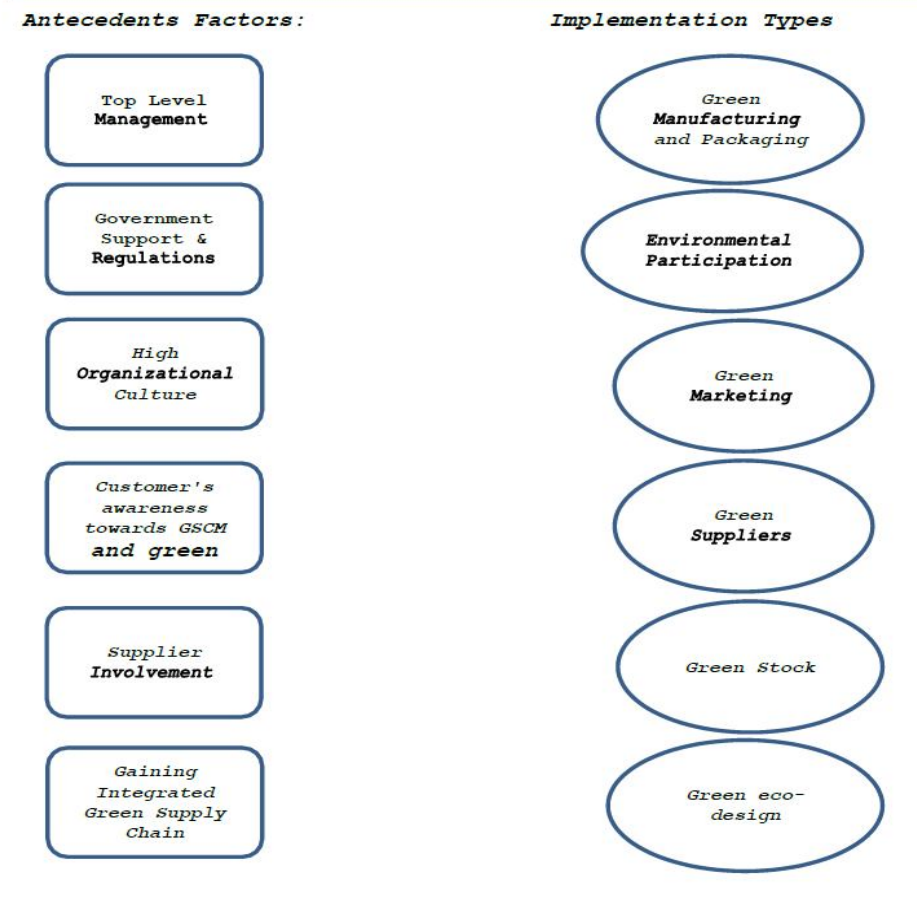 Antecedents Factors:
Implementation Types
Top Level
Management
Government
Support &
Regulations
High
Organizational
Culture
Customer's
awareness
towards GSCM
and green
Supplier
Involvement
Gaining
Integrated
Green Supply
Chain
Green
Manufacturing
and Packaging
Environmental
Participation
Green
Marketing
Green
Suppliers
Green Stock
Green eco-
design